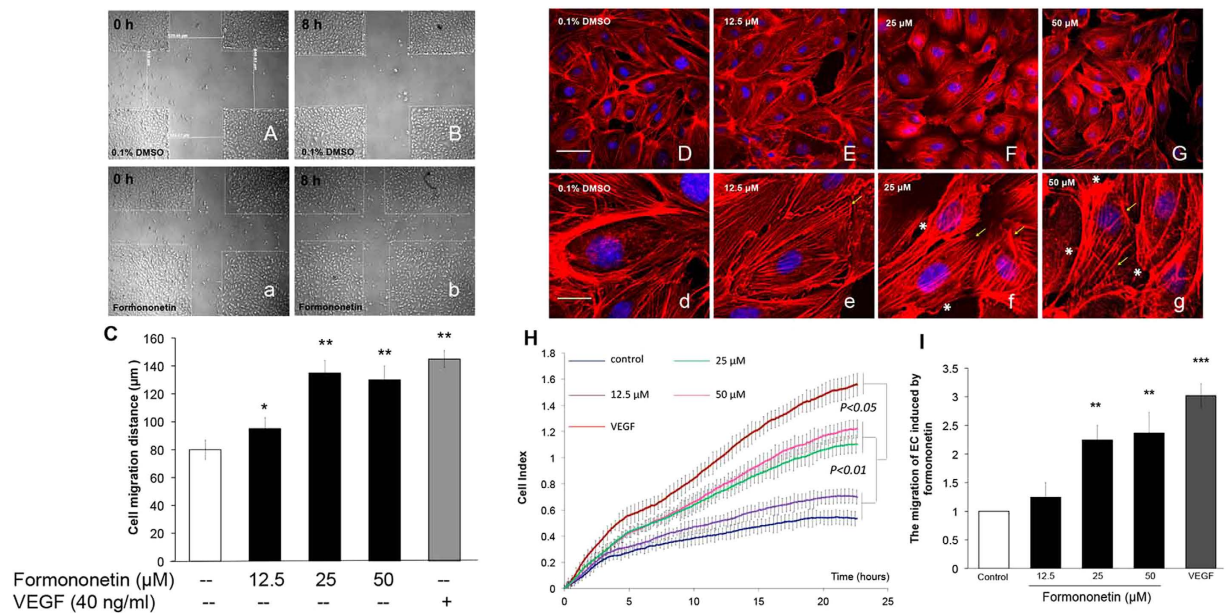 0 h
A
0.1% DMSO
8 h
B
0.1% DMSO
0 h
a
Formononetin
8 h
b
Formononetin
0.1% DMSO
D
12.5 µM
E
25 µM
F
50 µM
G
0.1% DMSO
d
12.5 µM
e
25 µM
*
*
f
50 µM
*
*
*
g
C
Cell migration distance (µm )
160
140
120
100
80
60
40
20
0
*
**
**
**
Formononetin (µM) -- 12.5 25 50 --
VEGF (40 ng/ml) -- -- -- -- +
H
Cell Index
1.8
1.6
1.4
1.2
1
0.8
0.6
0.4
0.2
0
control
25 µM
12.5 µM
50 µM
VEGF
P<0.05
P<0.01
Time (hours)
0 5 10 15 20 25
I
The migration of EC induced by
formononetin
3.5
3
2.5
2
1.5
1
0.5
0
**
**
***
Control 12.5 25 50 VEGF
Formononetin (µM)